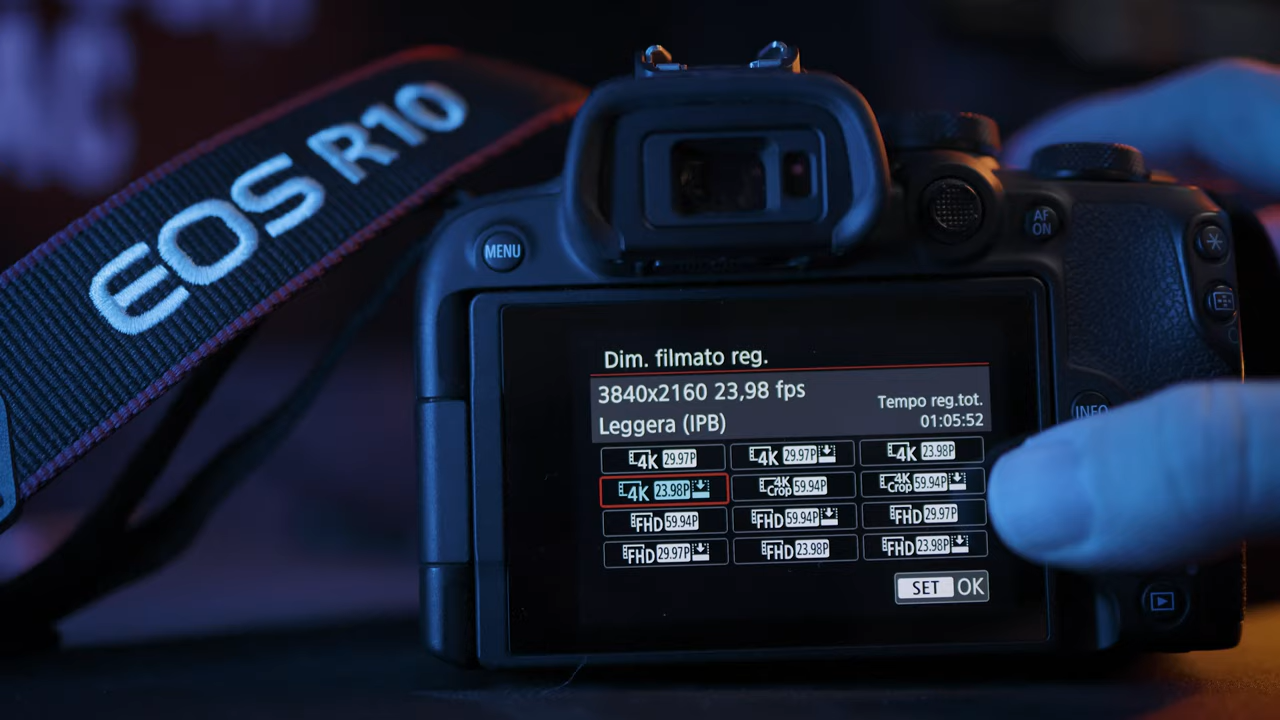 EOS R10
MENU
AF
ON
INFO
Dim. filmato reg.
3840x2160 23,98 fps
Leggera (IPB)
Tempo reg.tot.
01:05:52
4K 29.97P 4K 29.97P 4K 23.98P
4K 23.98P 4K Crop 59.94P 4K Crop 59.94P
FHD 59.94P FHD 59.94P FHD 29.97P
FHD 29.97P FHD 23.98P FHD 23.98P
SET OK